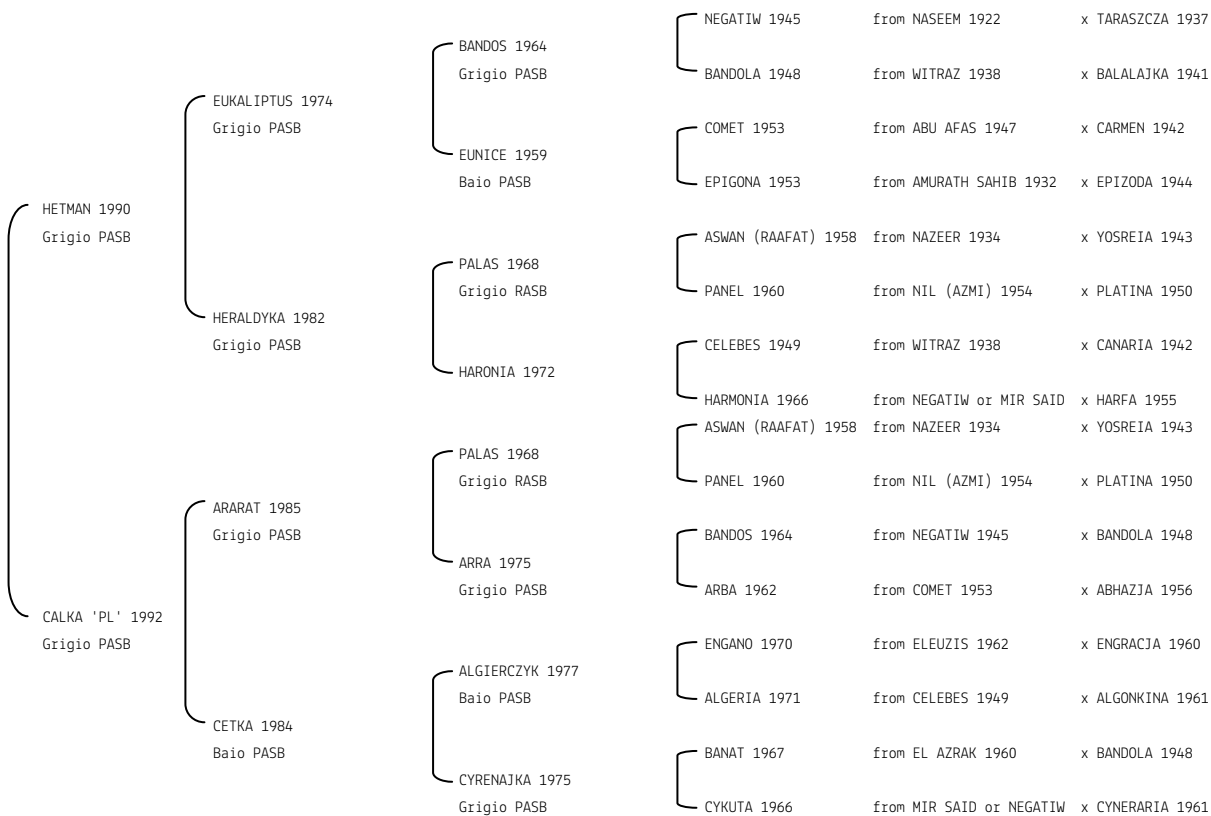 NEGATIW 1945 from NASEEM 1922 x TARASZCZA 1937
BANDOS 1964
Grigio PASB
BANDOLA 1948 from WITRAZ 1938 x BALALAJKA 1941
EUKALIPTUS 1974
Grigio PASB
COMET 1953 from ABU AFAS 1947 x CARMEN 1942
EUNICE 1959
Baio PASB
EPIGONA 1953 from AMURATH SAHIB 1932 x EPIZODA 1944
HETMAN 1990
Grigio PASB
ASWAN (RAAFAT) 1958 from NAZEER 1934 x YOSREIA 1943
PALAS 1968
Grigio RASB
PANEL 1960 from NIL (AZMI) 1954 x PLATINA 1950
HERALDYKA 1982
Grigio PASB
CELEBES 1949 from WITRAZ 1938 x CANARIA 1942
HARONIA 1972
HARMONIA 1966 from NEGATIW or MIR SAID x HARFA 1955
ASWAN (RAAFAT) 1958 from NAZEER 1934 x YOSREIA 1943
PALAS 1968
Grigio RASB
PANEL 1960 from NIL (AZMI) 1954 x PLATINA 1950
ARARAT 1985
Grigio PASB
BANDOS 1964 from NEGATIW 1945 x BANDOLA 1948
ARRA 1975
Grigio PASB
ARBA 1962 from COMET 1953 x ABHAZJA 1956
CALKA 'PL' 1992
Grigio PASB
ENGANO 1970 from ELEUZIS 1962 x ENGRACJA 1960
ALGIERCZYK 1977
Baio PASB
ALGERIA 1971 from CELEBES 1949 x ALGONKINA 1961
CETKA 1984
Baio PASB
BANAT 1967 from EL AZRAK 1960 x BANDOLA 1948
CYRENAJKA 1975
Grigio PASB
CYKUTA 1966 from MIR SAID or NEGATIW x CYNERARIA 1961